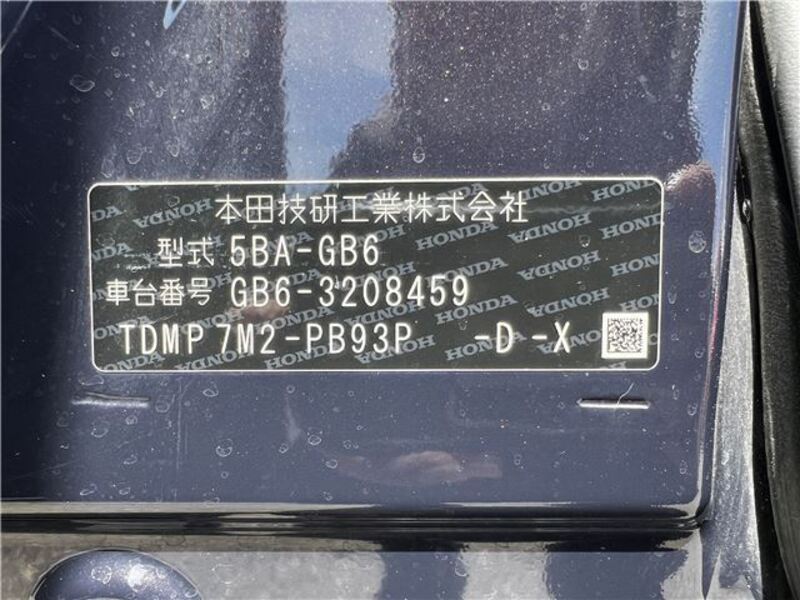 本田技研工業株式会社
型式 5BA-GB6
車台番号 GB6-3208459
TDMP 7M2-PB93P -D-X